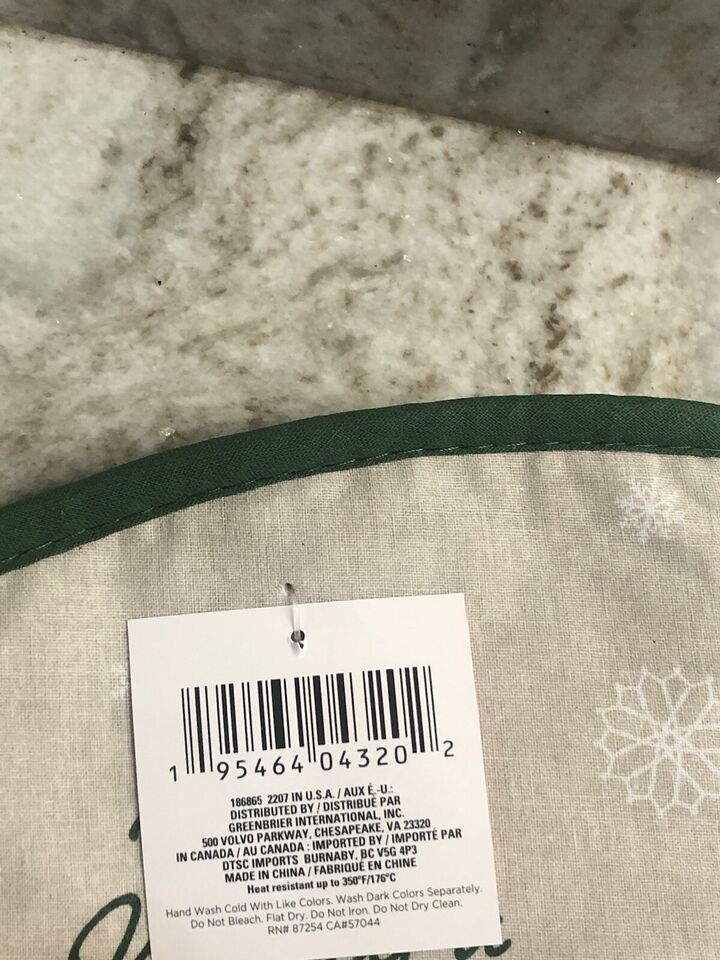 1 95464 04320 2
186865 2207 IN U.S.A. / AUX É.-U.:
DISTRIBUTED BY / DISTRIBUÉ PAR
GREENBRIER INTERNATIONAL, INC.
500 VOLVO PARKWAY, CHESAPEAKE, VA 23320
IN CANADA / AU CANADA : IMPORTED BY / IMPORTÉ PAR
DTSC IMPORTS BURNABY, BC V5G 4P3
MADE IN CHINA / FABRIQUÉ EN CHINE
Heat resistant up to 350°F/176°C
Hand Wash Cold With Like Colors. Wash Dark Colors Separately.
Do Not Bleach. Flat Dry. Do Not Iron. Do Not Dry Clean.
RN# 87254 CA#57044